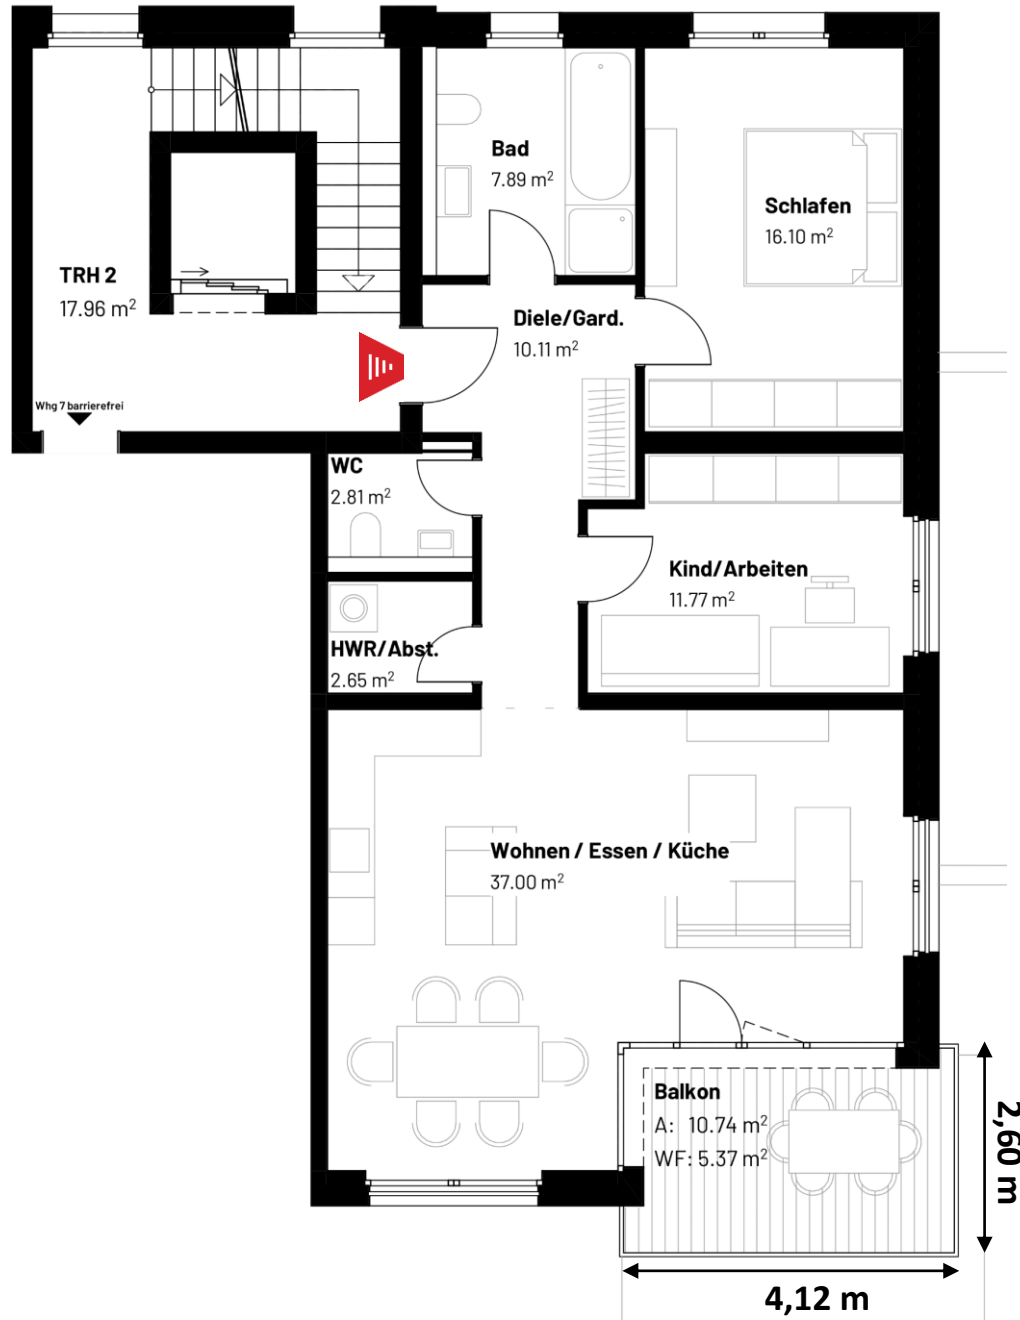 Bad
7.89 m²
Schlafen
16.10 m²
TRH 2
17.96 m²
Diele/Gard.
10.11 m²
Whg 7 barrierefrei
WC
2.81 m²
Kind/Arbeiten
11.77 m²
HWR/Abst.
2.65 m²
Wohnen / Essen / Küche
37.00 m²
Balkon
A: 10.74 m²
WF: 5.37 m²
2,60 m
4,12 m